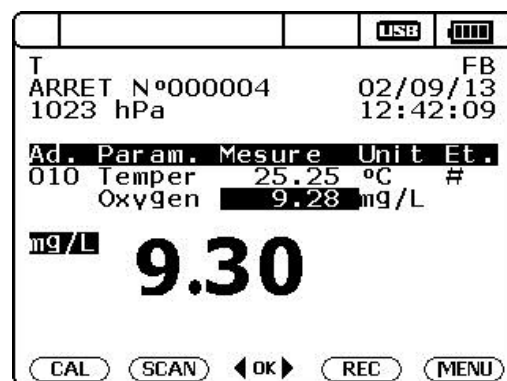 USB
T FB
ARRET Nº000004 02/09/13
1023 hPa 12:42:09
Ad. Param. Mesure Unit Et.
010 Temper 25.25 ºC #
Oxygen 9.28 mg/L
mg/L 9.30
CAL SCAN OK REC MENU